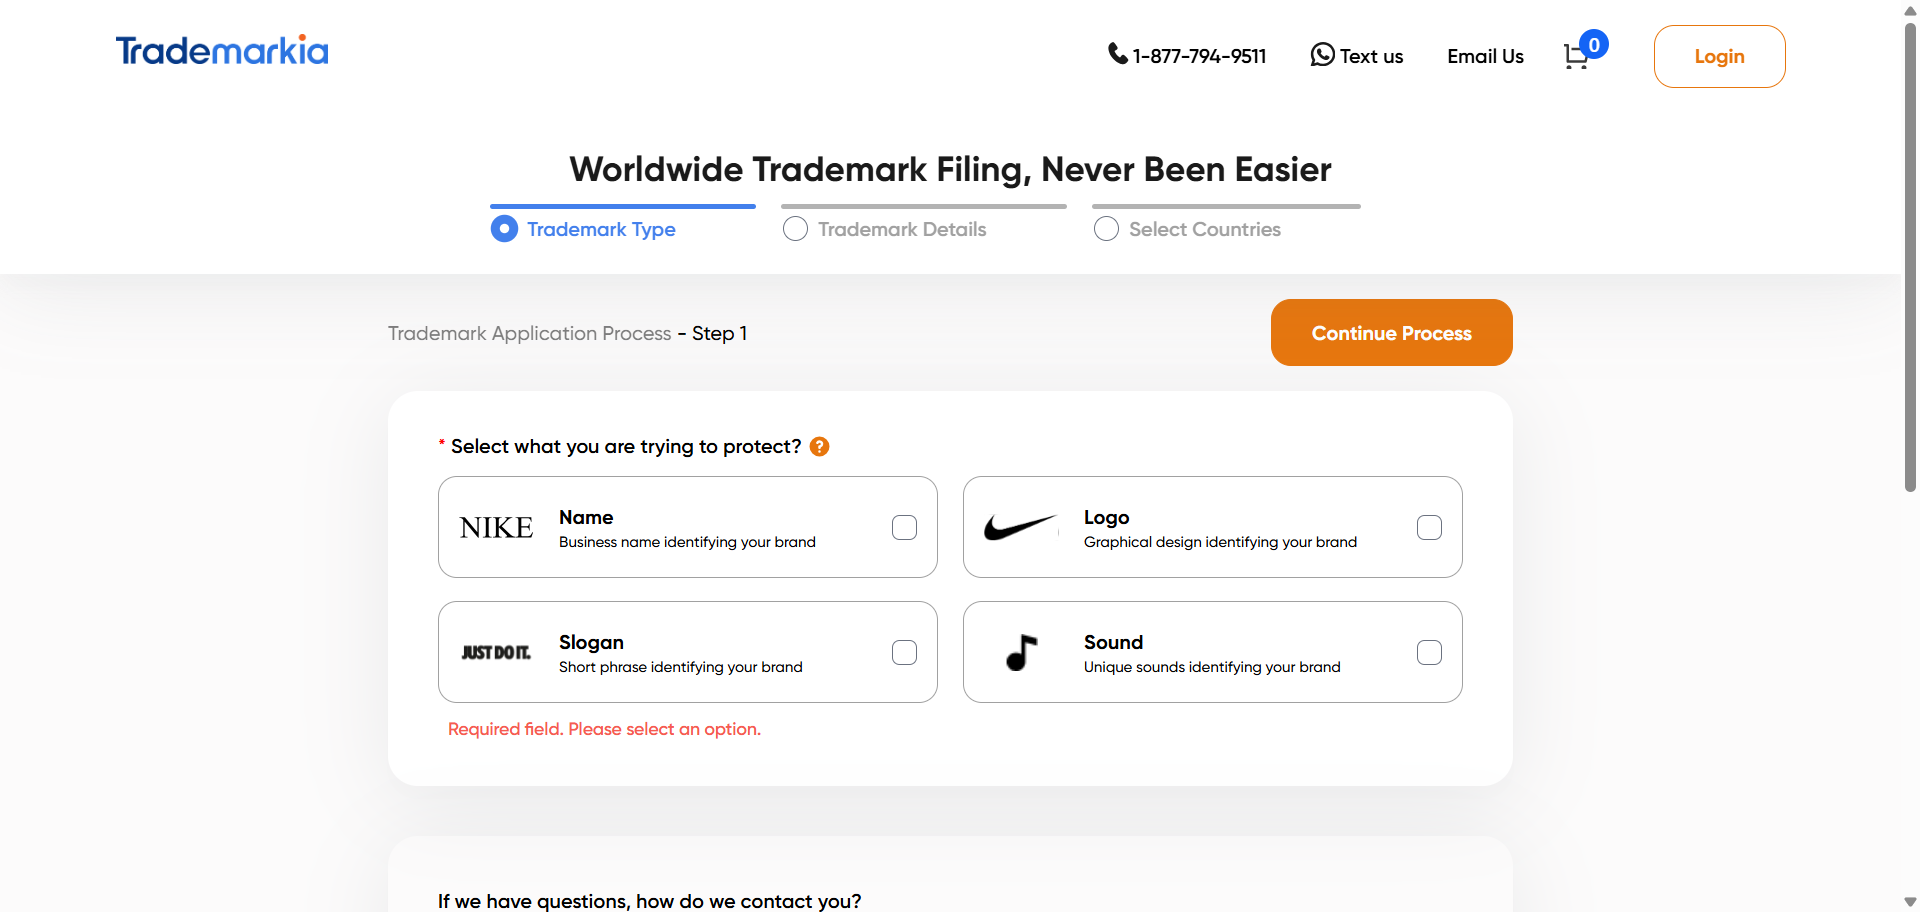 Trademarkia
1-877-794-9511
Text us
Email Us
0
Login
Worldwide Trademark Filing, Never Been Easier
Trademark Type
Trademark Details
Select Countries
Trademark Application Process - Step 1
Continue Process
* Select what you are trying to protect? ?
NIKE
Name
Business name identifying your brand
Logo
Graphical design identifying your brand
JUST DO IT.
Slogan
Short phrase identifying your brand
Sound
Unique sounds identifying your brand
Required field. Please select an option.
If we have questions, how do we contact you?